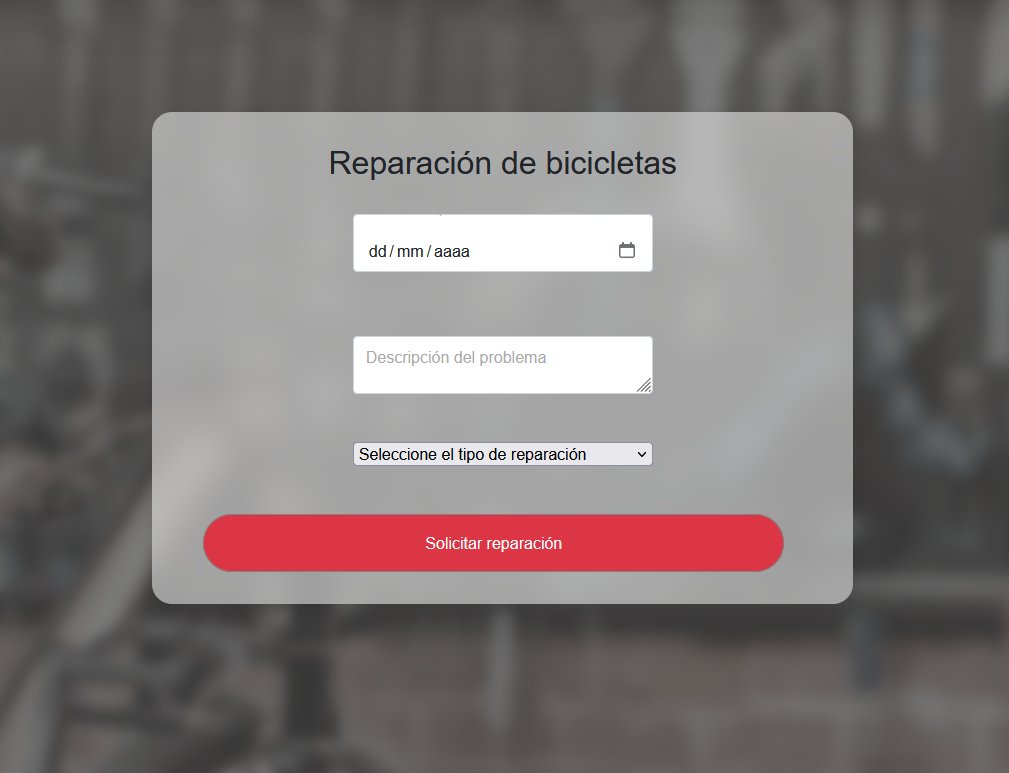 Reparación de bicicletas
dd/mm/aaaa
Descripción del problema
Seleccione el tipo de reparación
Solicitar reparación